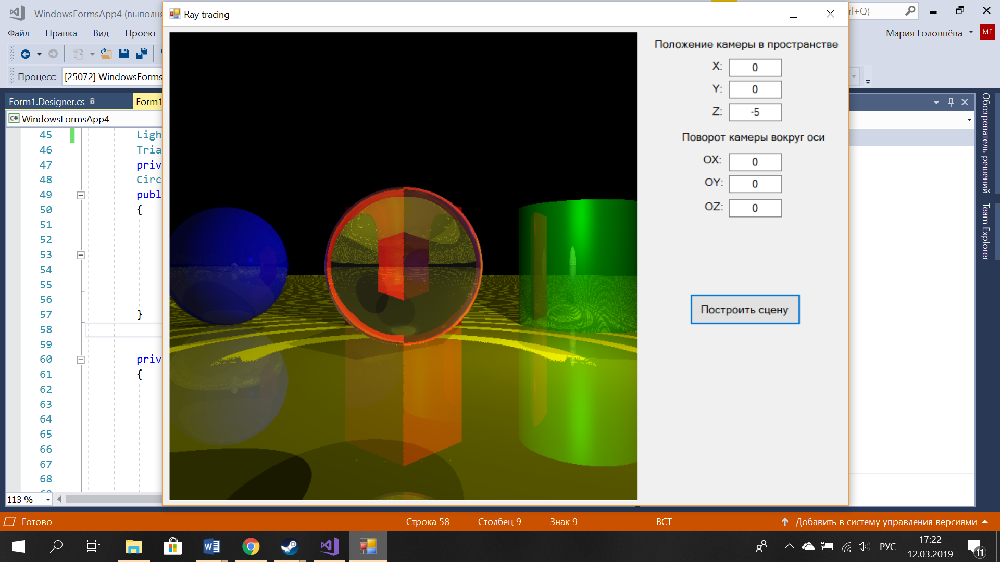 WindowsFormsApp4 (выполня
Ray tracing
rl+Q)
Файл Правка Вид Проект
Мария Головнёва МГ
Процесс: [25072] WindowsForms
Form1.Designer.cs Form1
C# WindowsFormsApp4
45 Ligh
46 Tria
47 priv
48 Circ
49 publ
50 {
51
52
53
54
55
56
57 }
58
59
60 priv
61 {
62
63
64
65
66
67
68
113 %
Положение камеры в пространстве
X: 0
Y: 0
Z: -5
Поворот камеры вокруг оси
OX: 0
OY: 0
OZ: 0
Построить сцену
Обозреватель решений
Team Explorer
Готово Строка 58 Столбец 9 Знак 9 ВСТ Добавить в систему управления версиями
РУС
17:22
12.03.2019
11